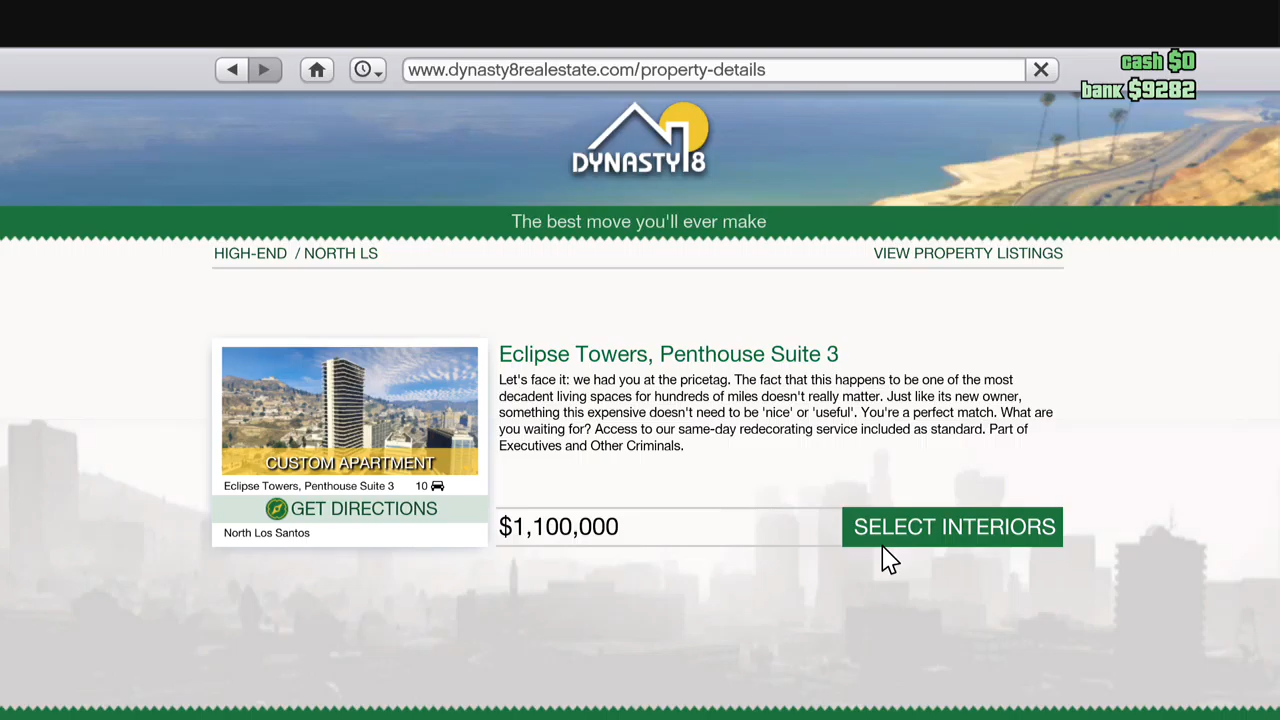 www.dynasty8realestate.com/property-details
cash $0
bank $9282
DYNASTY 8
The best move you'll ever make
HIGH-END / NORTH LS
VIEW PROPERTY LISTINGS
CUSTOM APARTMENT
Eclipse Towers, Penthouse Suite 3 10
GET DIRECTIONS
North Los Santos
Eclipse Towers, Penthouse Suite 3
Let's face it: we had you at the pricetag. The fact that this happens to be one of the most
decadent living spaces for hundreds of miles doesn't really matter. Just like its new owner,
something this expensive doesn't need to be 'nice' or 'useful'. You're a perfect match. What are
you waiting for? Access to our same-day redecorating service included as standard. Part of
Executives and Other Criminals.
$1,100,000
SELECT INTERIORS